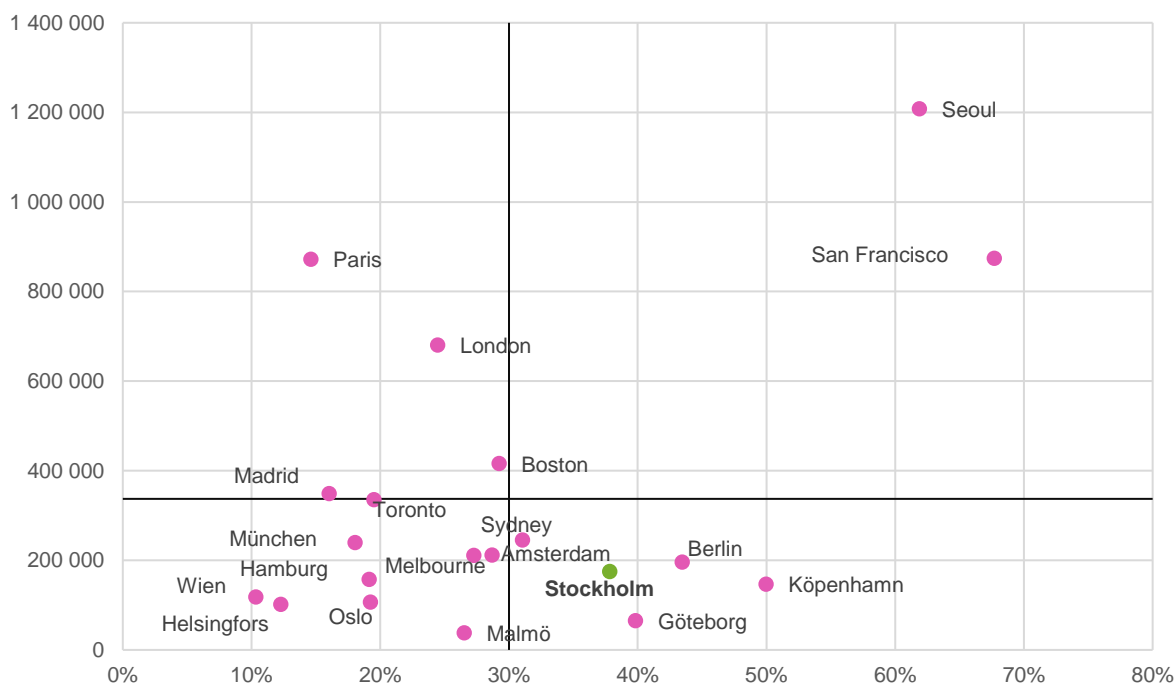 1 400 000
1 200 000
Seoul
1 000 000
San Francisco
Paris
800 000
London
600 000
Boston
Madrid
400 000
Toronto
Sydney
München
Berlin
Amsterdam
Melbourne
Hamburg
200 000
Wien
Stockholm
Köpenhamn
Helsingfors
Oslo
Göteborg
Malmö
0
0% 10% 20% 30% 40% 50% 60% 70% 80%